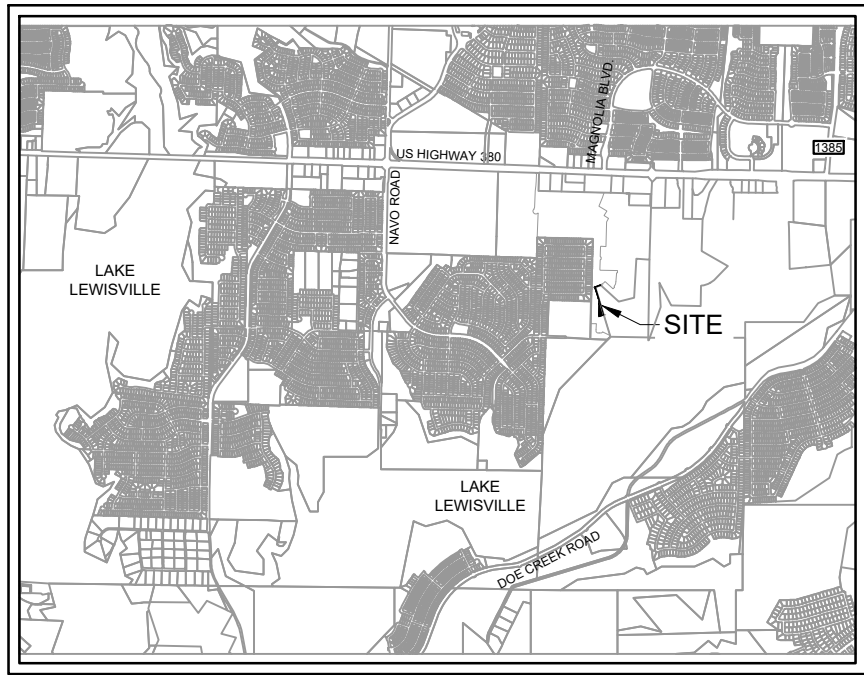 MAGNOLIA BLVD.
1385
US HIGHWAY 380
NAVO ROAD
LAKE
LEWISVILLE
SITE
LAKE
LEWISVILLE
DOE CREEK ROAD